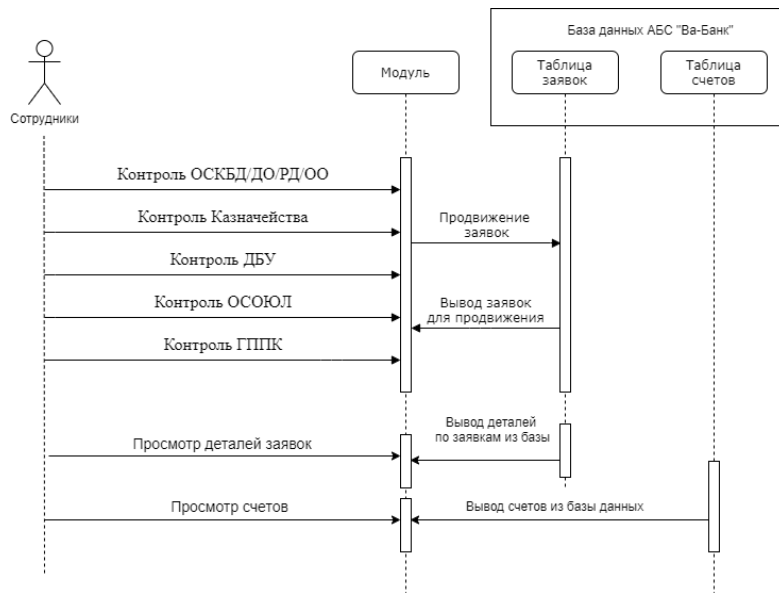 База данных АБС "Ва-Банк"
Сотрудники
Модуль
Таблица
заявок
Таблица
счетов
Контроль ОСКБД/ДО/РД/ОО
Контроль Казначейства
Продвижение
заявок
Контроль ДБУ
Контроль ОСОЮЛ
Вывод заявок
для продвижения
Контроль ГППК
Просмотр деталей заявок
Вывод деталей
по заявкам из базы
Просмотр счетов
Вывод счетов из базы данных